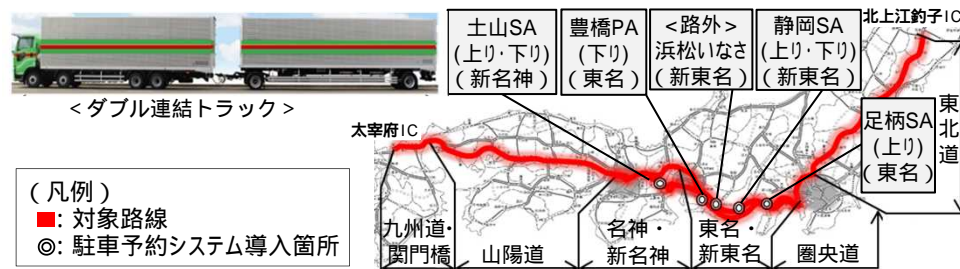 <ダブル連結トラック>
(凡例)
■: 対象路線
◎: 駐車予約システム導入箇所
土山SA
(上り・下り)
(新名神)
豊橋PA
(下り)
(東名)
<路外>
浜松いなさ
(新東名)
静岡SA
(上り・下り)
(新東名)
北上江釣子IC
足柄SA
(上り)
(東名)
東北道
太宰府IC
九州道・
関門橋
山陽道
名神・
新名神
東名・
新東名
圏央道